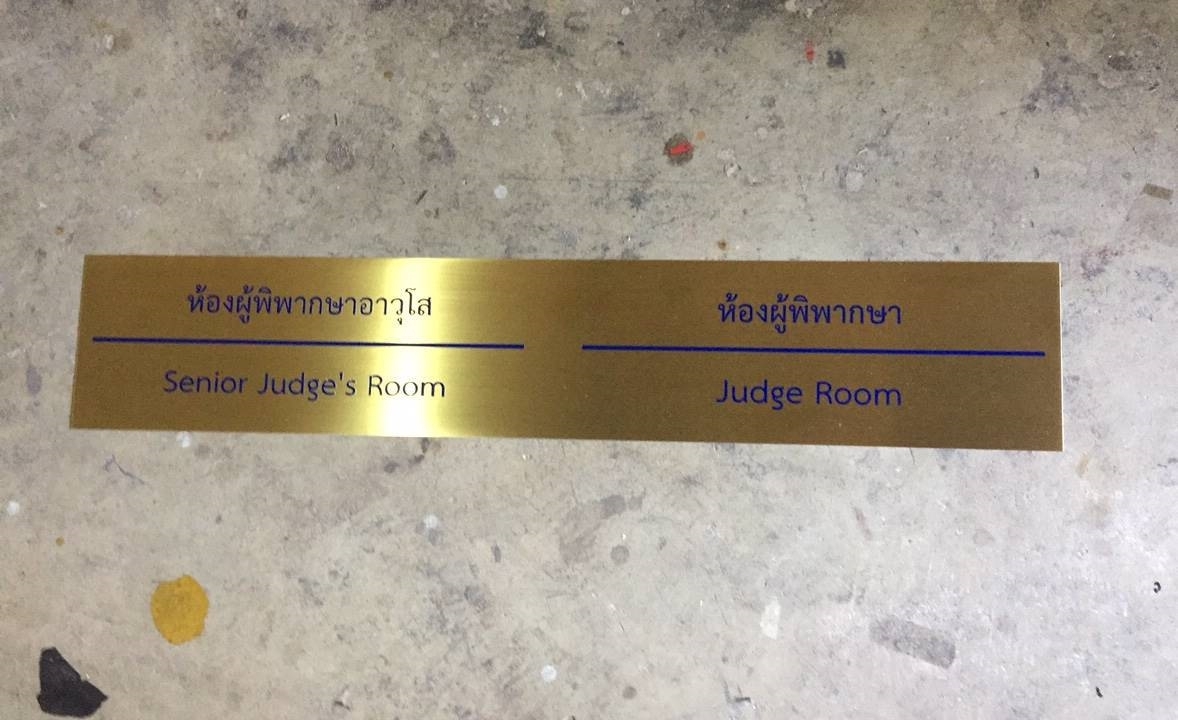 ห้องผู้พิพากษาอาวุโส
Senior Judge's Room
ห้องผู้พิพากษา
Judge Room